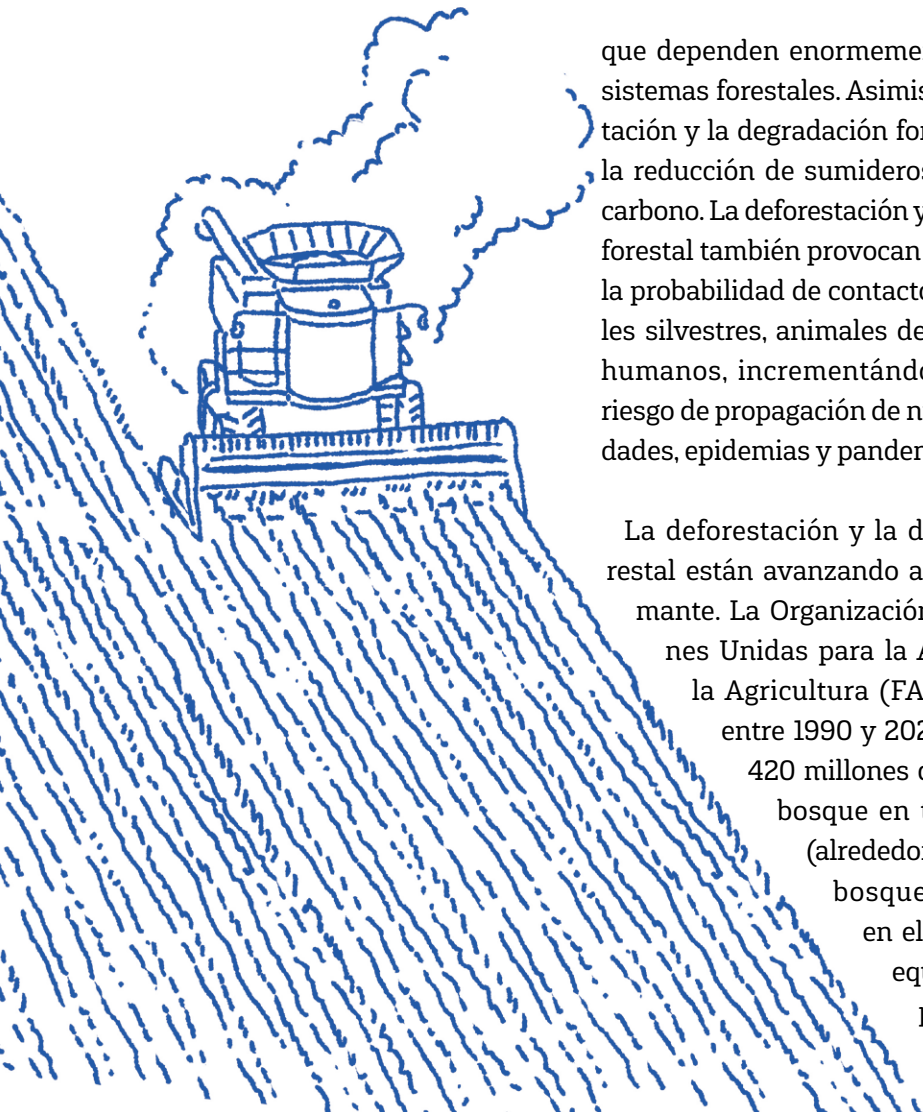 que dependen enormeme
sistemas forestales. Asimis
tación y la degradación for
la reducción de sumideros
carbono. La deforestación y
forestal también provocan
la probabilidad de contacto
les silvestres, animales de
humanos, incrementándo
riesgo de propagación de n
dades, epidemias y pander
La deforestación y la d
restal están avanzando a
mante. La Organización
nes Unidas para la A
la Agricultura (FA
entre 1990 y 202
420 millones d
bosque en t
(alrededor
bosque
en el
equ